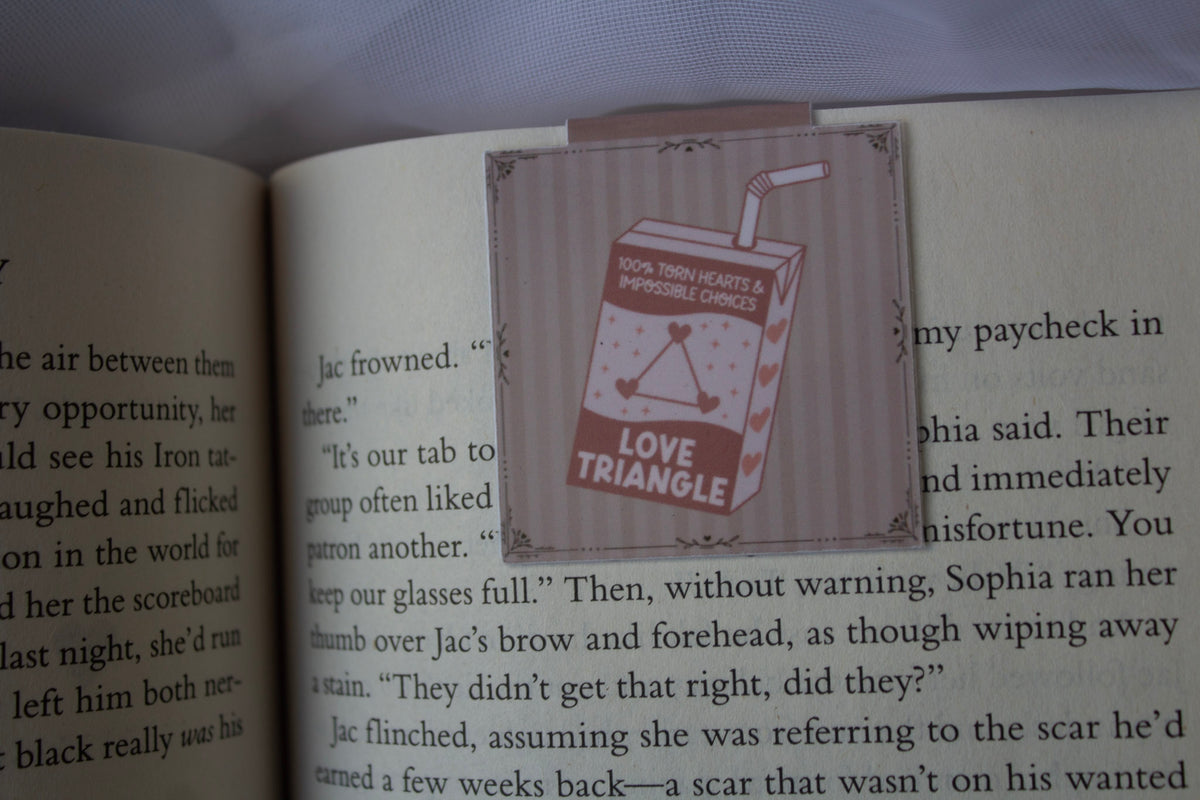 Y
he air between them
ry opportunity, her
ld see his Iron tat-
aughed and flicked
on in the world for
d her the scoreboard
last night, she'd run
left him both ner-
black really was his
100% TORN HEARTS &
IMPOSSIBLE CHOICES
LOVE
TRIANGLE
Jac frowned. "
my paycheck in
there."
"It's our tab to
phia said. Their
group often liked
nd immediately
patron another. "
nisfortune. You
keep our glasses full." Then, without warning, Sophia ran her
thumb over Jac's brow and forehead, as though wiping away
a stain. "They didn't get that right, did they?"
Jac flinched, assuming she was referring to the scar he'd
earned a few weeks back—a scar that wasn't on his wanted